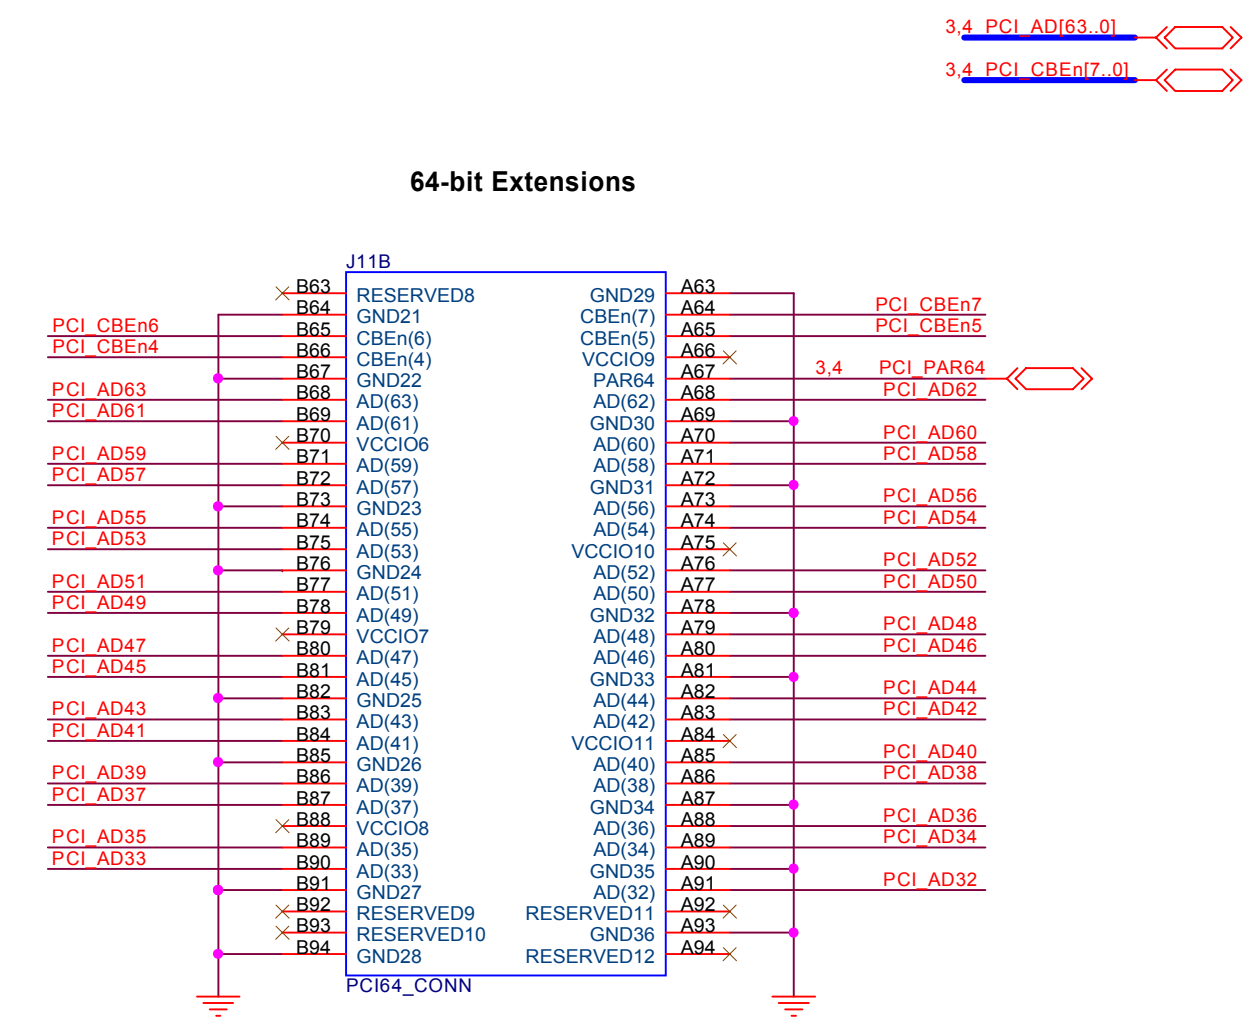 3,4 PCI_AD[63..0]
3,4 PCI_CBEn[7..0]
64-bit Extensions
J11B
B63 RESERVED8 GND29 A63
B64 GND21 CBEn(7) A64 PCI_CBEn7
PCI_CBEn6 B65 CBEn(6) CBEn(5) A65 PCI_CBEn5
PCI_CBEn4 B66 CBEn(4) VCCIO9 A66
B67 GND22 PAR64 A67 3,4 PCI_PAR64
PCI_AD63 B68 AD(63) AD(62) A68 PCI_AD62
PCI_AD61 B69 AD(61) GND30 A69
B70 VCCIO6 AD(60) A70 PCI_AD60
PCI_AD59 B71 AD(59) AD(58) A71 PCI_AD58
PCI_AD57 B72 AD(57) GND31 A72
B73 GND23 AD(56) A73 PCI_AD56
PCI_AD55 B74 AD(55) AD(54) A74 PCI_AD54
PCI_AD53 B75 AD(53) VCCIO10 A75
B76 GND24 AD(52) A76 PCI_AD52
PCI_AD51 B77 AD(51) AD(50) A77 PCI_AD50
PCI_AD49 B78 AD(49) GND32 A78
B79 VCCIO7 AD(48) A79 PCI_AD48
PCI_AD47 B80 AD(47) AD(46) A80 PCI_AD46
PCI_AD45 B81 AD(45) GND33 A81
B82 GND25 AD(44) A82 PCI_AD44
PCI_AD43 B83 AD(43) AD(42) A83 PCI_AD42
PCI_AD41 B84 AD(41) VCCIO11 A84
B85 GND26 AD(40) A85 PCI_AD40
PCI_AD39 B86 AD(39) AD(38) A86 PCI_AD38
PCI_AD37 B87 AD(37) GND34 A87
B88 VCCIO8 AD(36) A88 PCI_AD36
PCI_AD35 B89 AD(35) AD(34) A89 PCI_AD34
PCI_AD33 B90 AD(33) GND35 A90
B91 GND27 AD(32) A91 PCI_AD32
B92 RESERVED9 RESERVED11 A92
B93 RESERVED10 GND36 A93
B94 GND28 RESERVED12 A94
PCI64_CONN